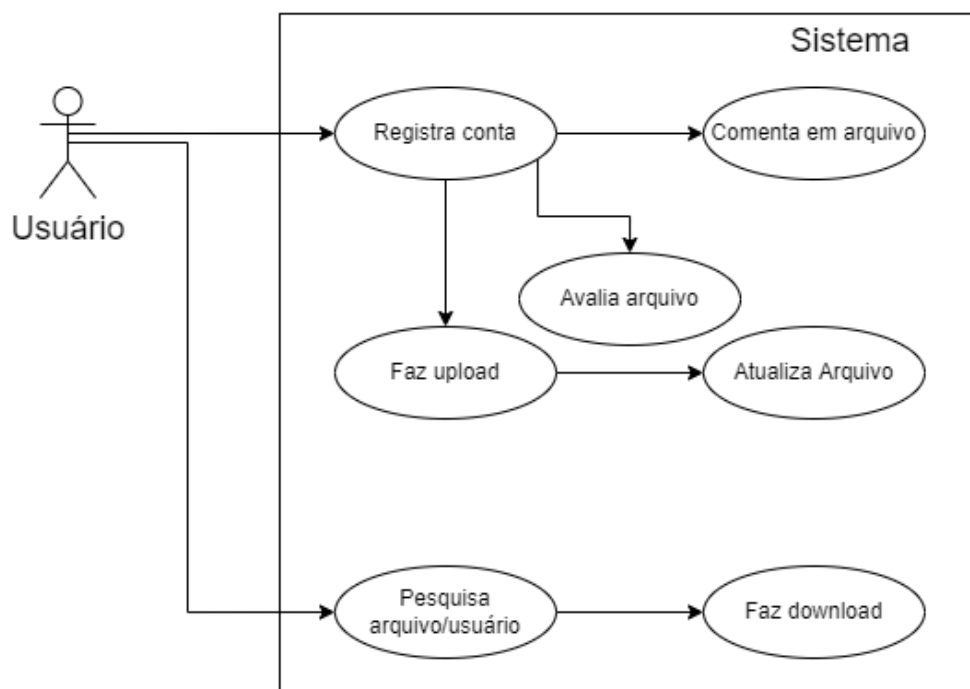 Sistema
Registra conta
Comenta em arquivo
Usuário
Avalia arquivo
Faz upload
Atualiza Arquivo
Pesquisa
arquivo/usuário
Faz download